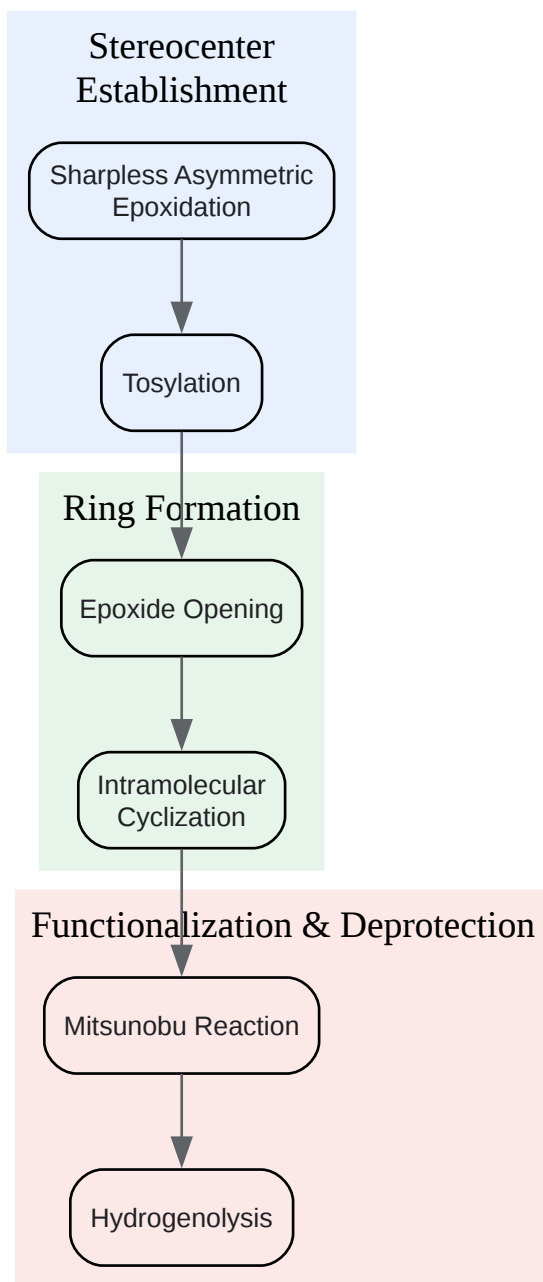 Stereocenter
Establishment
Sharpless Asymmetric
Epoxidation
Tosylation
Ring Formation
Epoxide Opening
Intramolecular
Cyclization
Functionalization & Deprotection
Mitsunobu Reaction
Hydrogenolysis